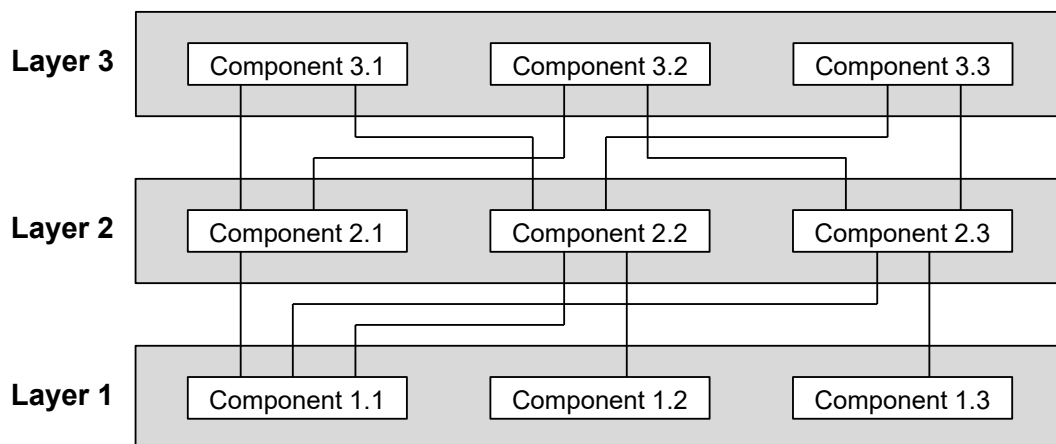 Layer 3
Component 3.1
Component 3.2
Component 3.3
Layer 2
Component 2.1
Component 2.2
Component 2.3
Layer 1
Component 1.1
Component 1.2
Component 1.3